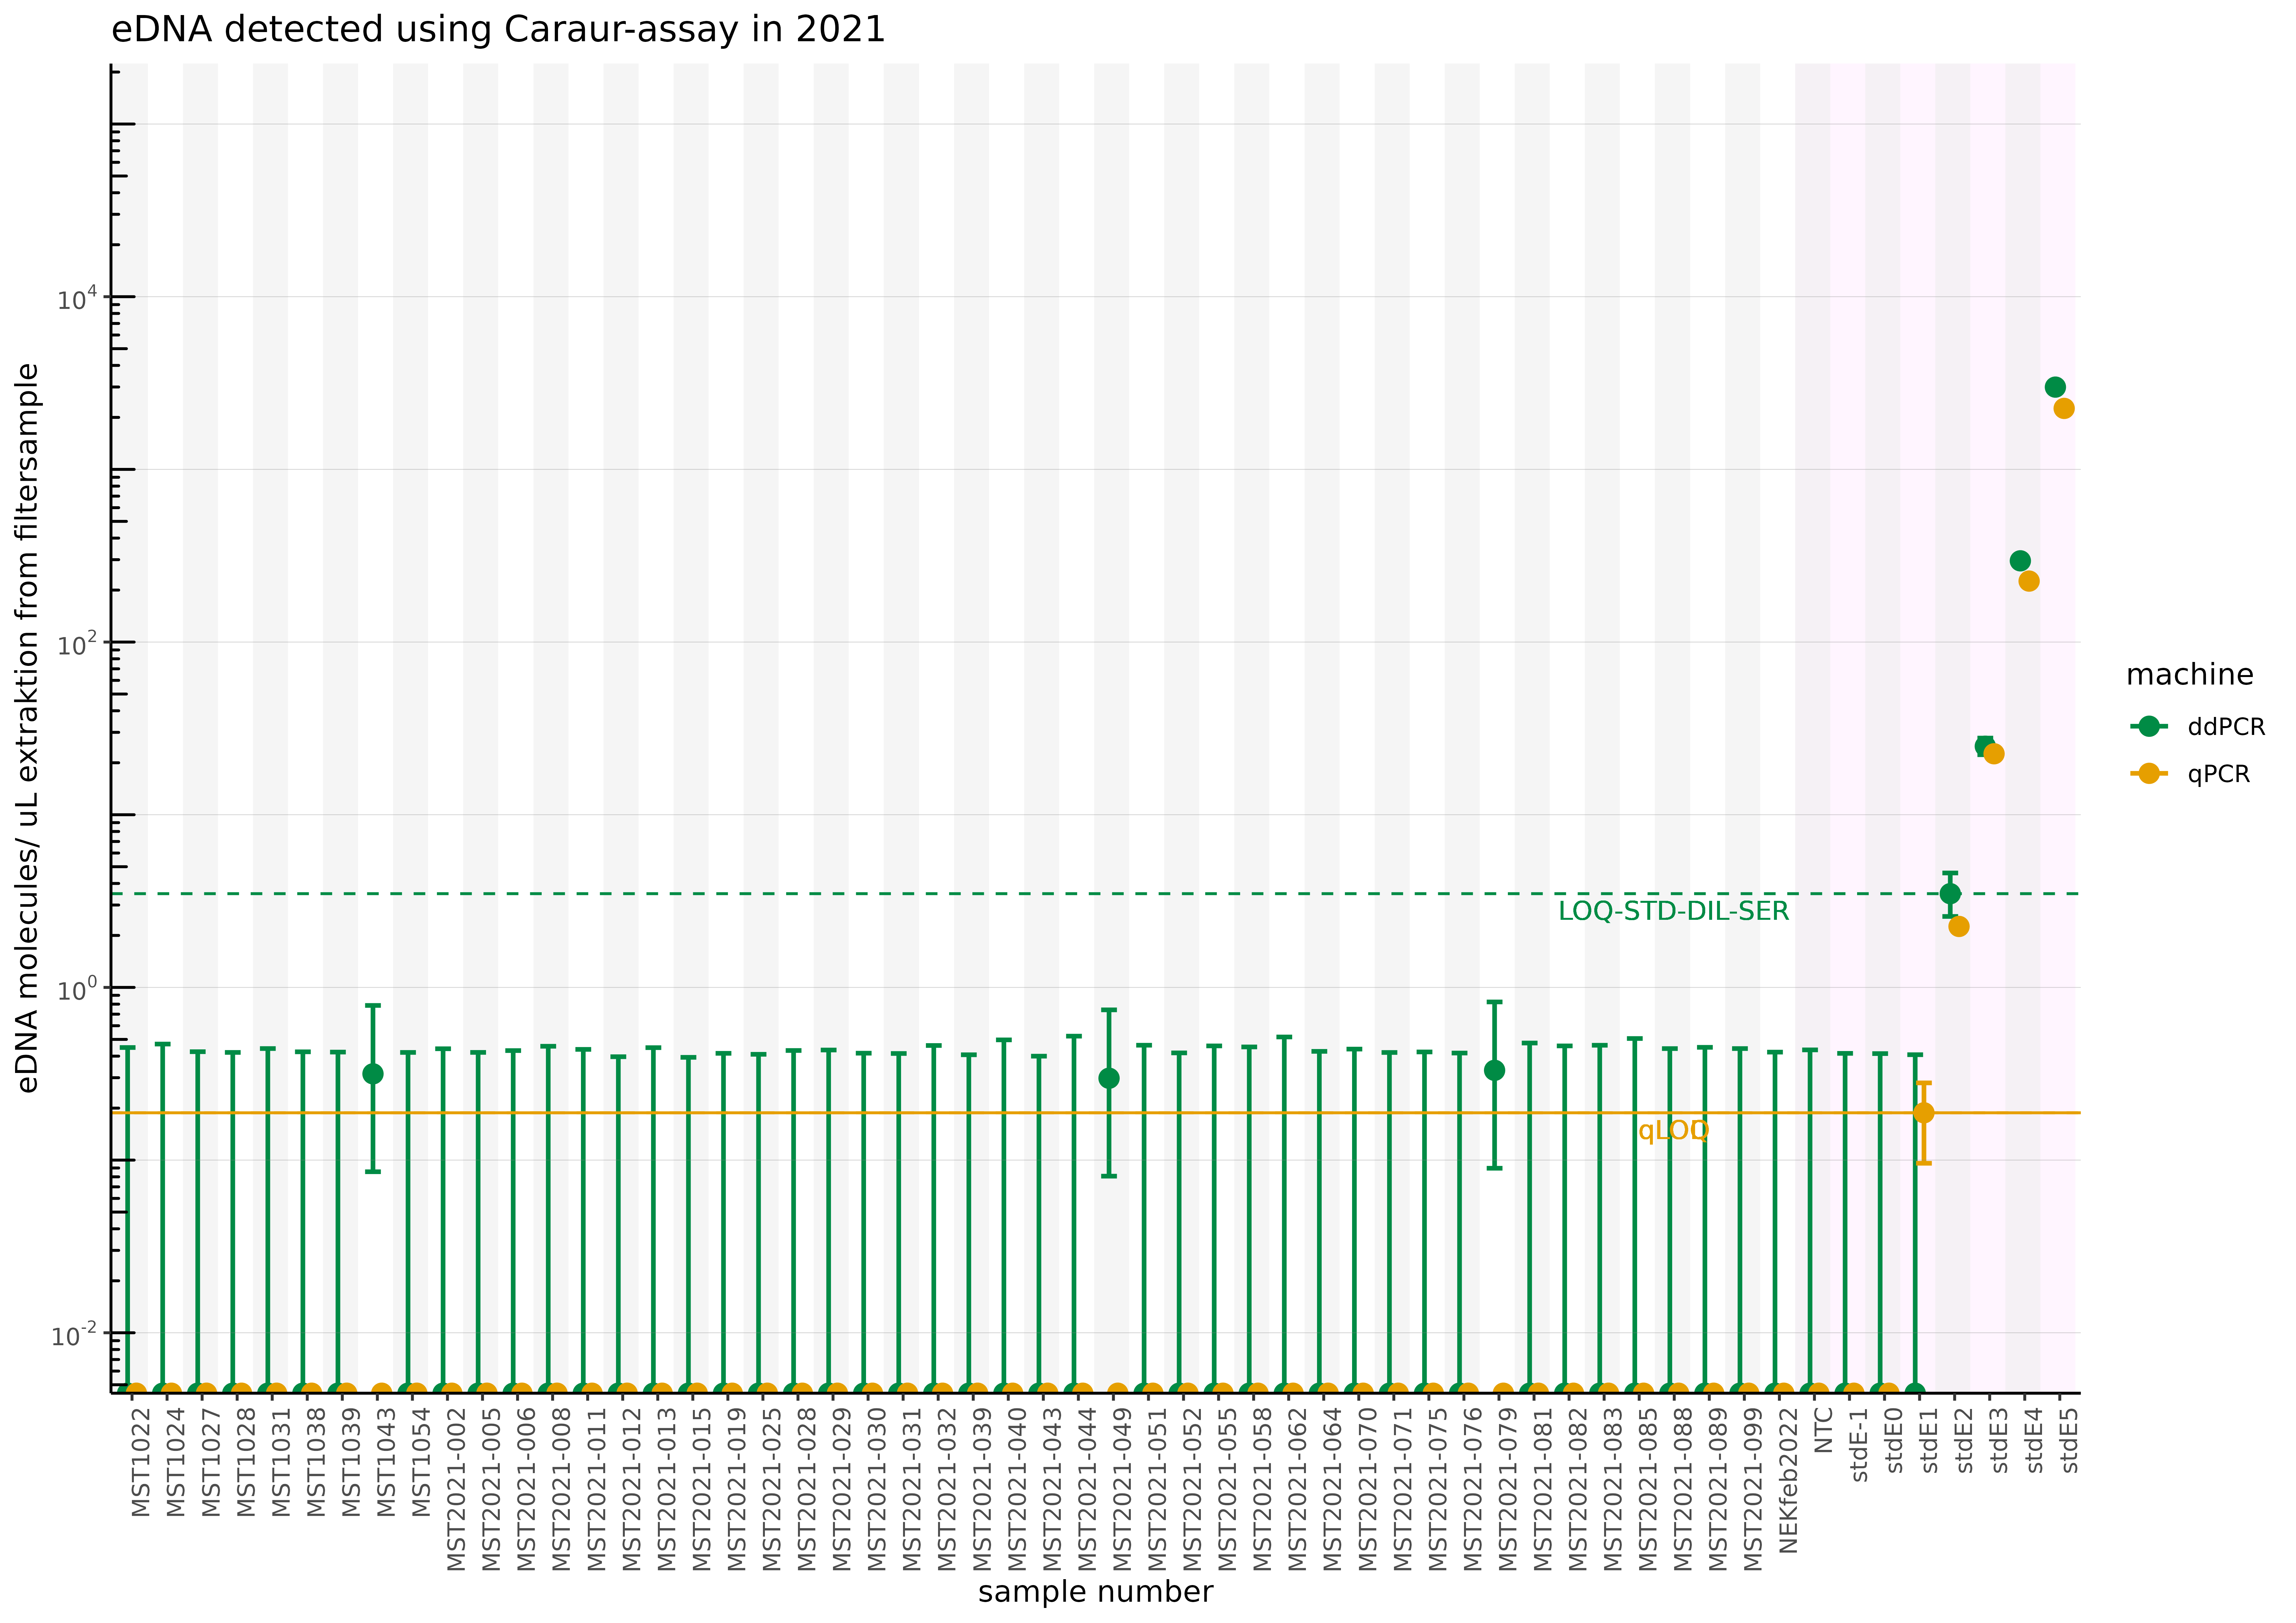 eDNA detected using Caraur-assay in 2021
eDNA molecules/ uL extraktion from filtersample
10^4
10^2
10^0
10^-2
LOQ-STD-DIL-SER
machine
ddPCR
qPCR
MST1022
MST1024
MST1027
MST1028
MST1031
MST1038
MST1039
MST1043
MST1054
MST2021-002
MST2021-005
MST2021-006
MST2021-008
MST2021-011
MST2021-012
MST2021-013
MST2021-015
MST2021-019
MST2021-025
MST2021-028
MST2021-029
MST2021-030
MST2021-031
MST2021-032
MST2021-039
MST2021-040
MST2021-043
MST2021-044
MST2021-049
MST2021-051
MST2021-052
MST2021-055
MST2021-058
MST2021-062
MST2021-064
MST2021-070
MST2021-071
MST2021-075
MST2021-076
MST2021-079
MST2021-081
MST2021-082
MST2021-083
MST2021-085
MST2021-088
MST2021-089
MST2021-099
NEKfeb2022
NTC
stdE-1
stdE0
stdE1
stdE2
stdE3
stdE4
stdE5
sample number